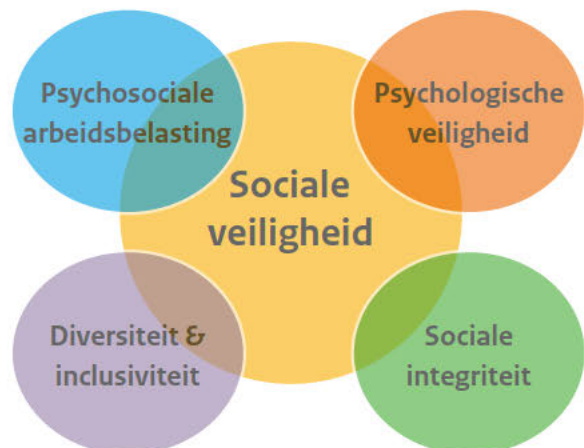 Psychosociale
arbeidsbelasting
Psychologische
veiligheid
Sociale
veiligheid
Diversiteit &
inclusiviteit
Sociale
integriteit